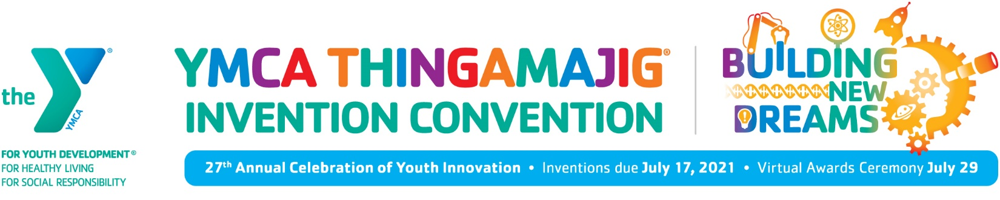 the
YMCA
®
FOR YOUTH DEVELOPMENT®
FOR HEALTHY LIVING
FOR SOCIAL RESPONSIBILITY
YMCA THINGAMAJIG®
INVENTION CONVENTION
BUILDING
NEW
DREAMS
27th Annual Celebration of Youth Innovation • Inventions due July 17, 2021 • Virtual Awards Ceremony July 29